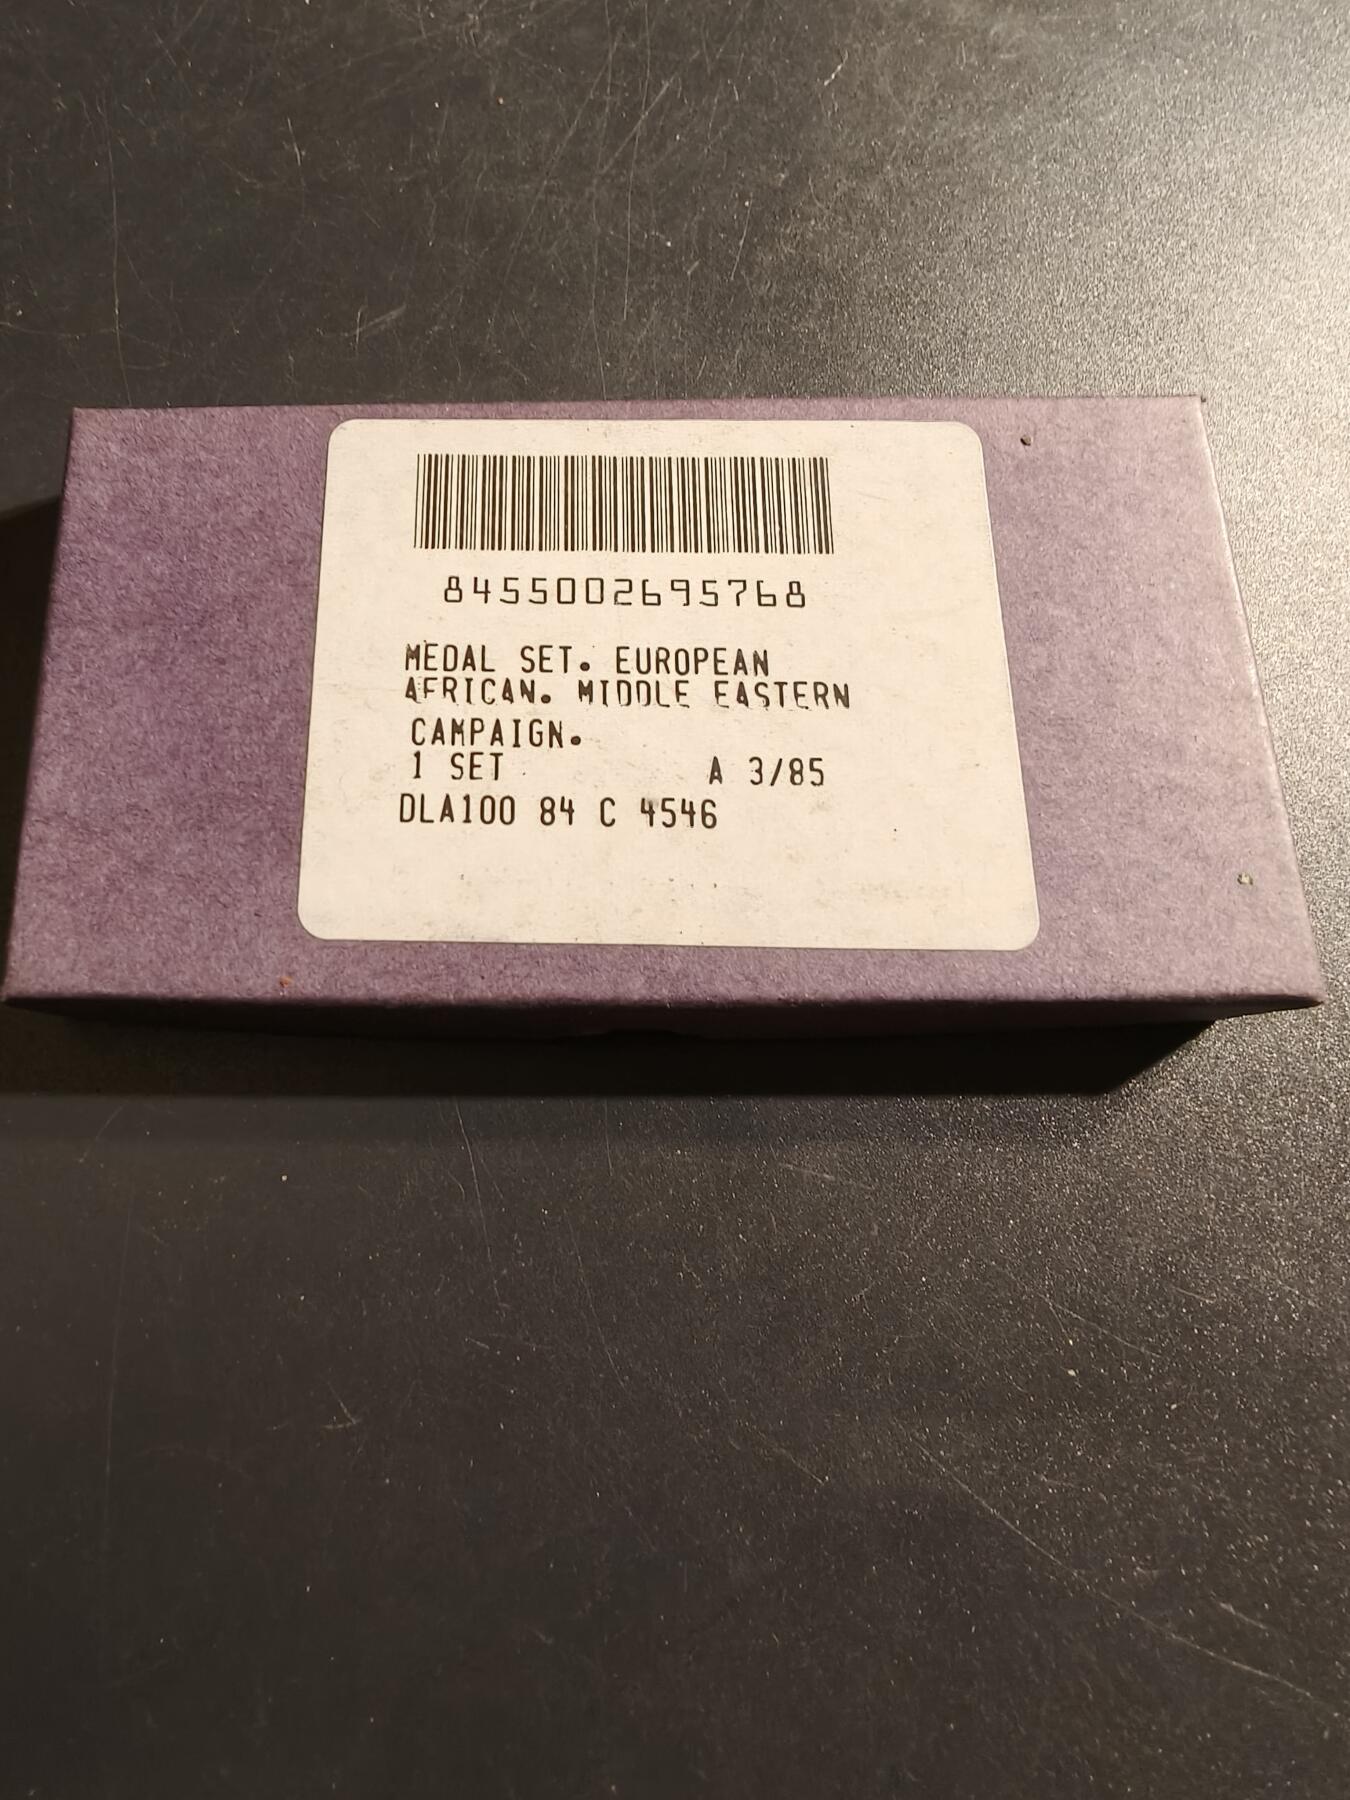 8455002695768
MEDAL SET. EUROPEAN
AFRICAN. MIDDLE EASTERN
CAMPAIGN.
1 SET A 3/85
DLA100 84 C 4546